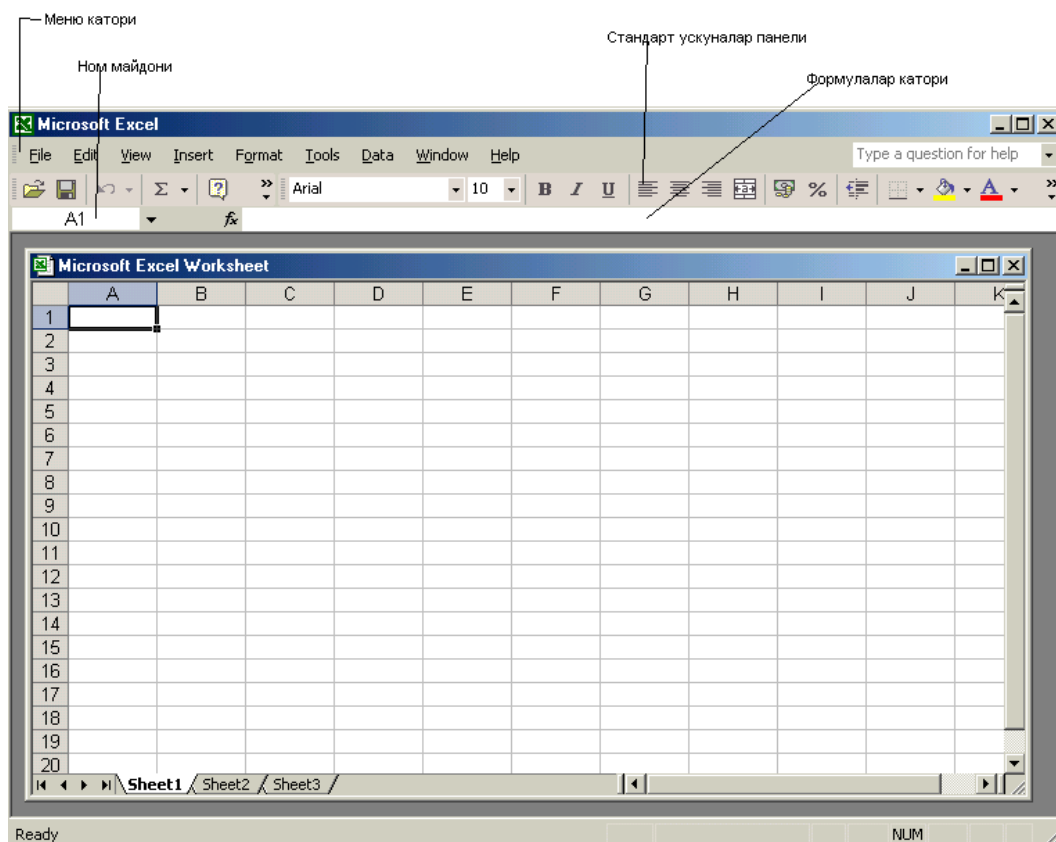 Меню катори
Стандарт ускуналар панели
Ном майдони
Формулалар катори
Microsoft Excel
File Edit View Insert Format Tools Data Window Help Type a question for help
Σ ? » Arial 10 B I U % A »
A1 fx
Microsoft Excel Worksheet
A B C D E F G H I J K
1
2
3
4
5
6
7
8
9
10
11
12
13
14
15
16
17
18
19
20
Sheet1 Sheet2 Sheet3
Ready NUM